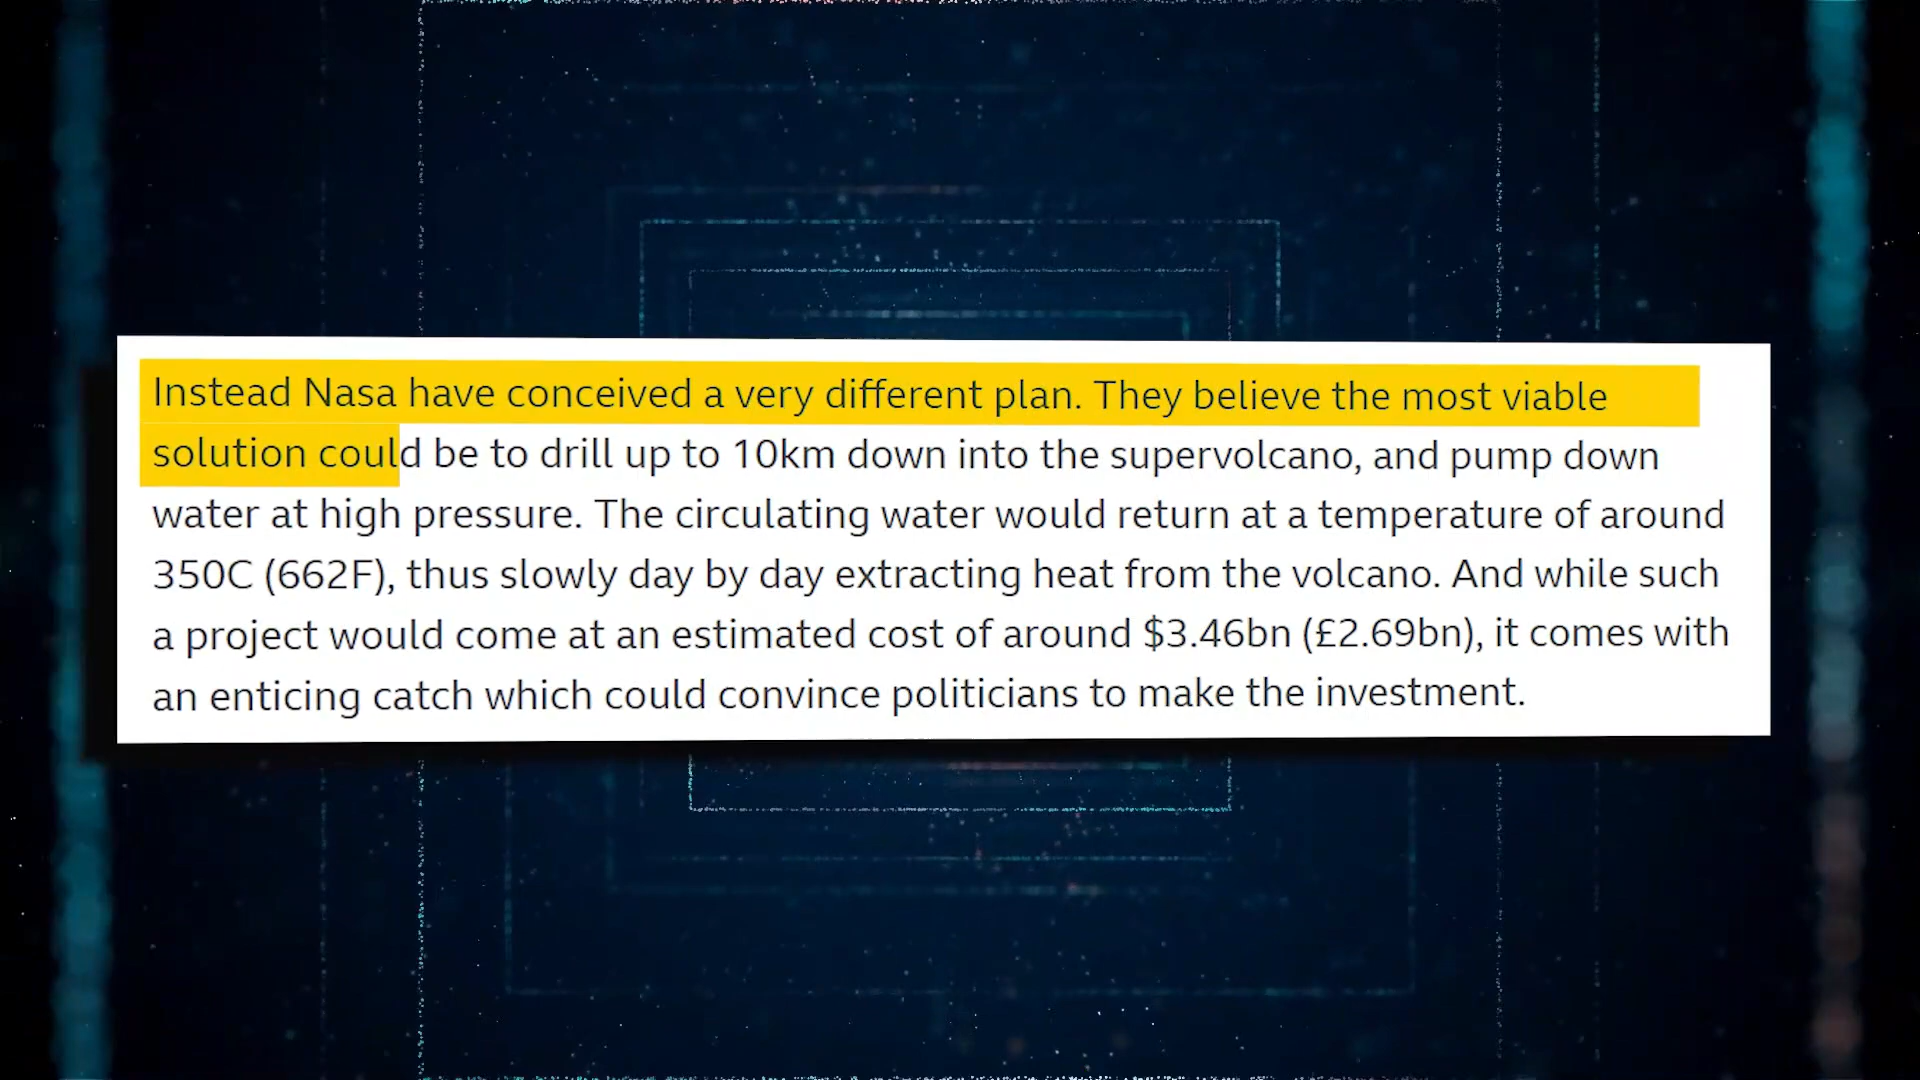 Instead Nasa have conceived a very different plan. They believe the most viable
solution could be to drill up to 10km down into the supervolcano, and pump down
water at high pressure. The circulating water would return at a temperature of around
350C (662F), thus slowly day by day extracting heat from the volcano. And while such
a project would come at an estimated cost of around $3.46bn (£2.69bn), it comes with
an enticing catch which could convince politicians to make the investment.